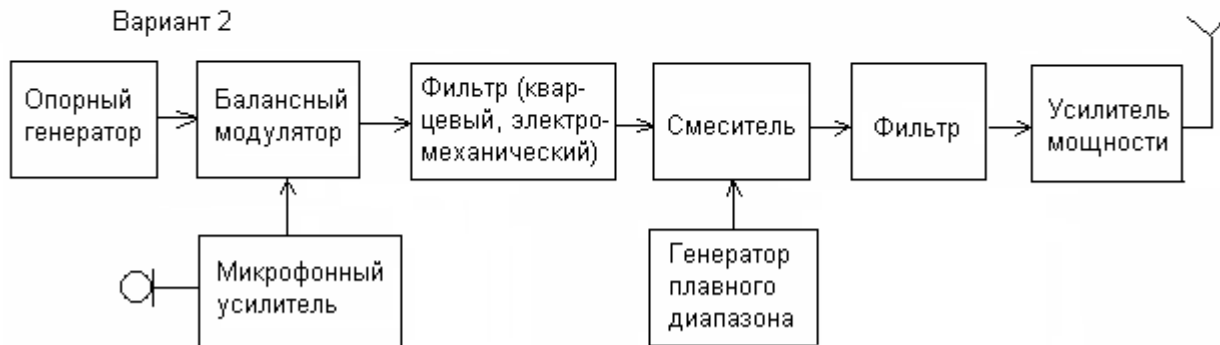 Вариант 2
Опорный
генератор
Балансный
модулятор
Фильтр (квар-
цевый, электро-
механический)
Смеситель
Фильтр
Усилитель
мощности
Микрофонный
усилитель
Генератор
плавного
диапазона